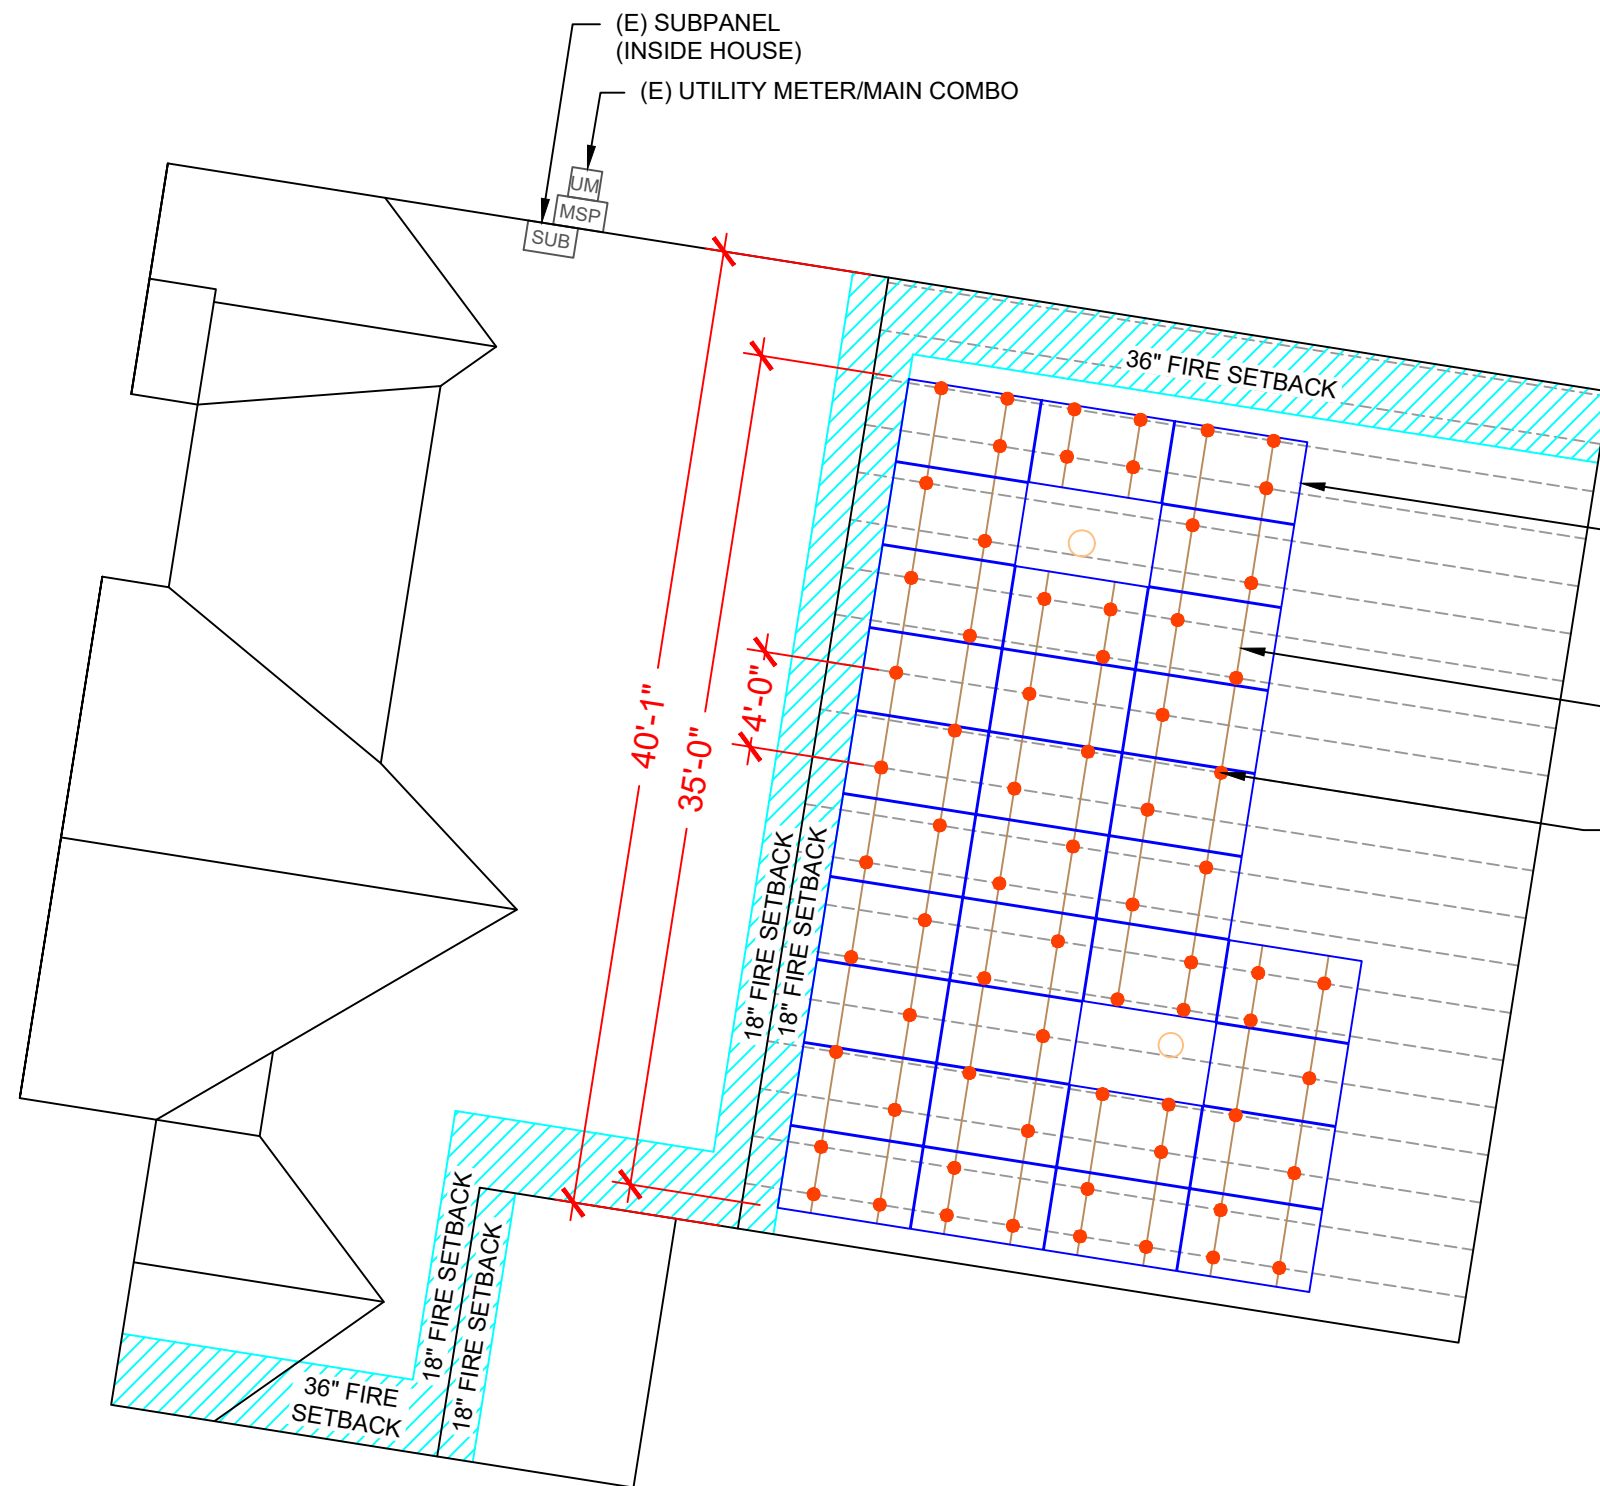 (E) SUBPANEL
(INSIDE HOUSE)
(E) UTILITY METER/MAIN COMBO
UM
MSP
SUB
36" FIRE SETBACK
40'-1"
35'-0"
4'-0"
18" FIRE SETBACK
18" FIRE SETBACK
18" FIRE SETBACK
18" FIRE SETBACK
36" FIRE
SETBACK